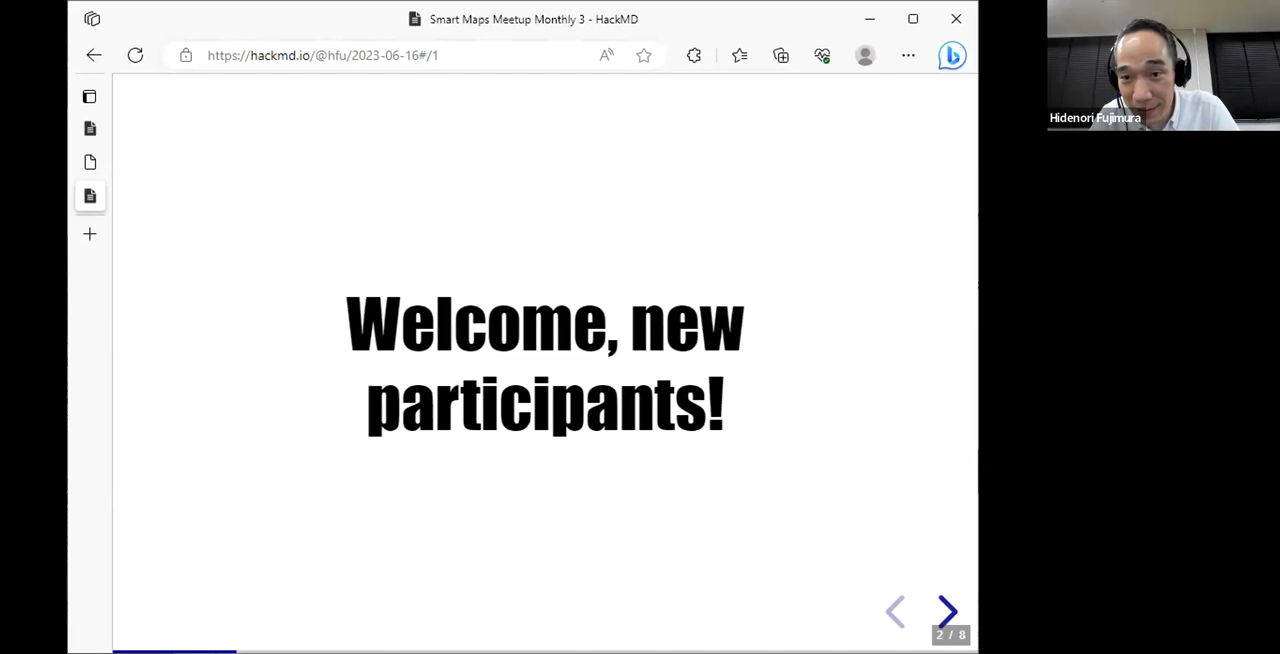 Smart Maps Meetup Monthly 3 - HackMD
https://hackmd.io/@hfu/2023-06-16#/1
Hidenori Fujimura
Welcome, new
participants!
2 / 8